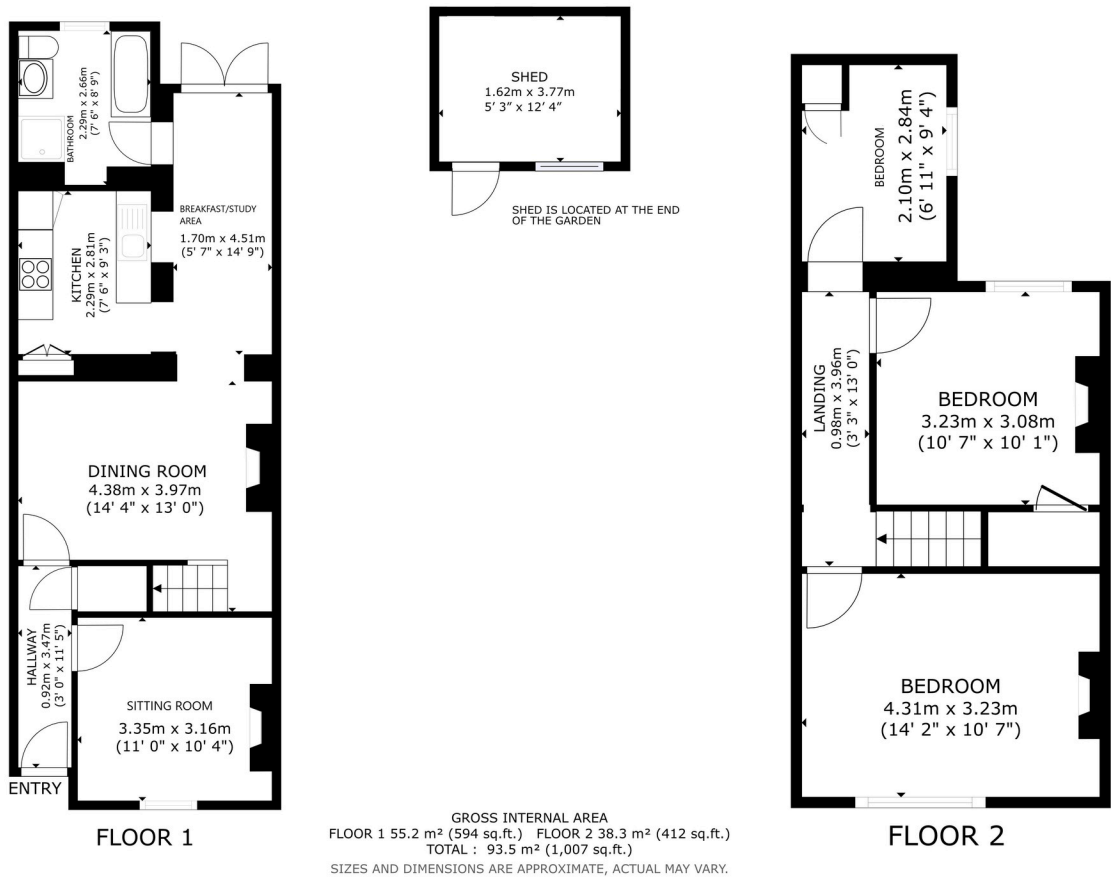 BATHROOM
2.29m x 2.66m
(7' 6" x 8' 9")
BREAKFAST/STUDY
AREA
1.70m x 4.51m
(5' 7" x 14' 9")
KITCHEN
2.29m x 2.81m
(7' 6" x 9' 3")
DINING ROOM
4.38m x 3.97m
(14' 4" x 13' 0")
HALLWAY
0.92m x 3.47m
(3' 0" x 11' 5")
SITTING ROOM
3.35m x 3.16m
(11' 0" x 10' 4")
ENTRY
FLOOR 1
SHED
1.62m x 3.77m
5' 3" x 12' 4"
SHED IS LOCATED AT THE END
OF THE GARDEN
BEDROOM
2.10m x 2.84m
(6' 11" x 9' 4")
LANDING
0.98m x 3.96m
(3' 3" x 13' 0")
BEDROOM
3.23m x 3.08m
(10' 7" x 10' 1")
BEDROOM
4.31m x 3.23m
(14' 2" x 10' 7")
FLOOR 2
GROSS INTERNAL AREA
FLOOR 1 55.2 m² (594 sq.ft.) FLOOR 2 38.3 m² (412 sq.ft.)
TOTAL : 93.5 m² (1,007 sq.ft.)
SIZES AND DIMENSIONS ARE APPROXIMATE, ACTUAL MAY VARY.